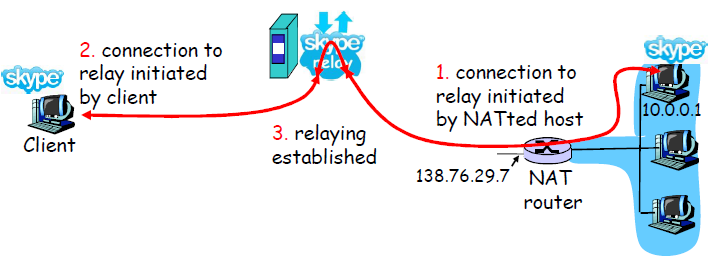 2. connection to
relay initiated
by client
skype
Client
skype
relay
3. relaying
established
1. connection to
relay initiated
by NATted host
skype
10.0.0.1
138.76.29.7
NAT
router